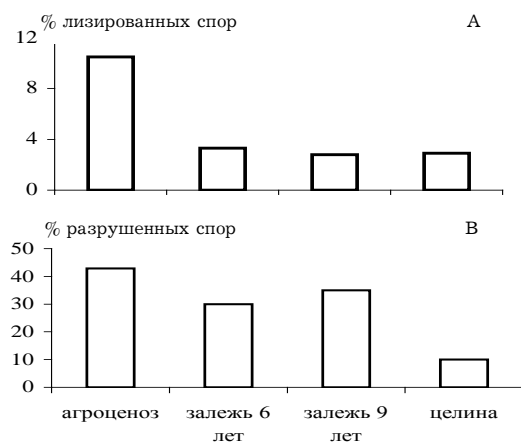 % лизированных спор А
12
8
4
0
% разрушенных спор В
50
40
30
20
10
0
агроценоз залежь 6 залежь 9 целина
лет лет